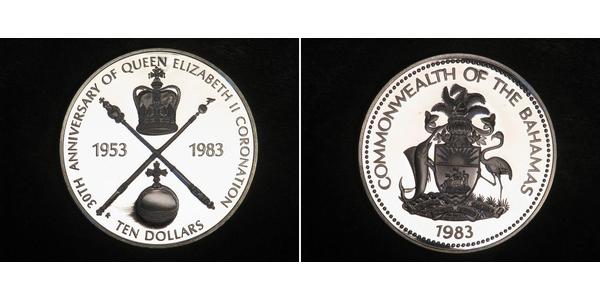 30TH ANNIVERSARY OF QUEEN ELIZABETH II CORONATION
1953 1983
TEN DOLLARS
COMMONWEALTH OF THE BAHAMAS
1983